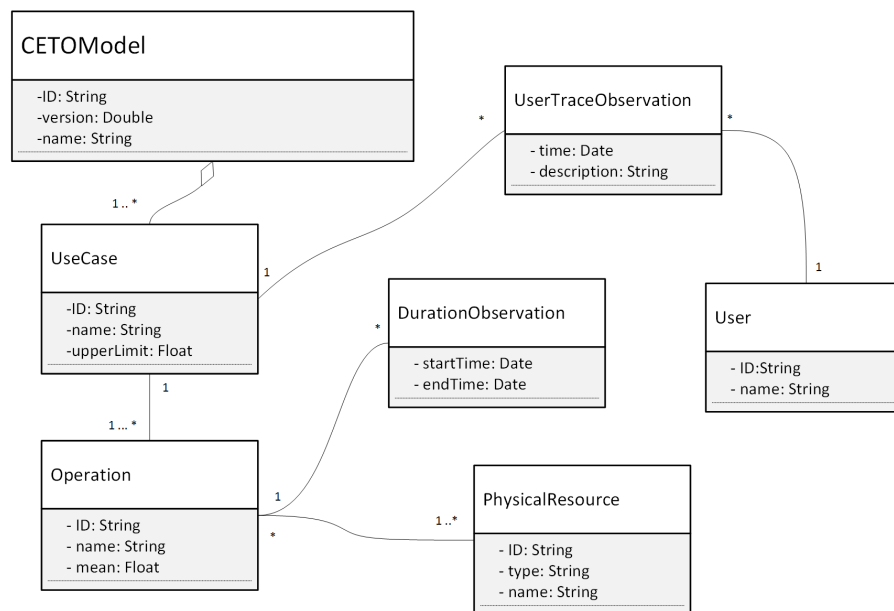 CETOModel
-ID: String
-version: Double
-name: String
1 .. *
UserTraceObservation
- time: Date
- description: String
*
*
UseCase
-ID: String
-name: String
-upperLimit: Float
1
1
1 ... *
DurationObservation
- startTime: Date
- endTime: Date
*
1
User
- ID:String
- name: String
Operation
- ID: String
- name: String
- mean: Float
1
*
1 ..*
PhysicalResource
- ID: String
- type: String
- name: String